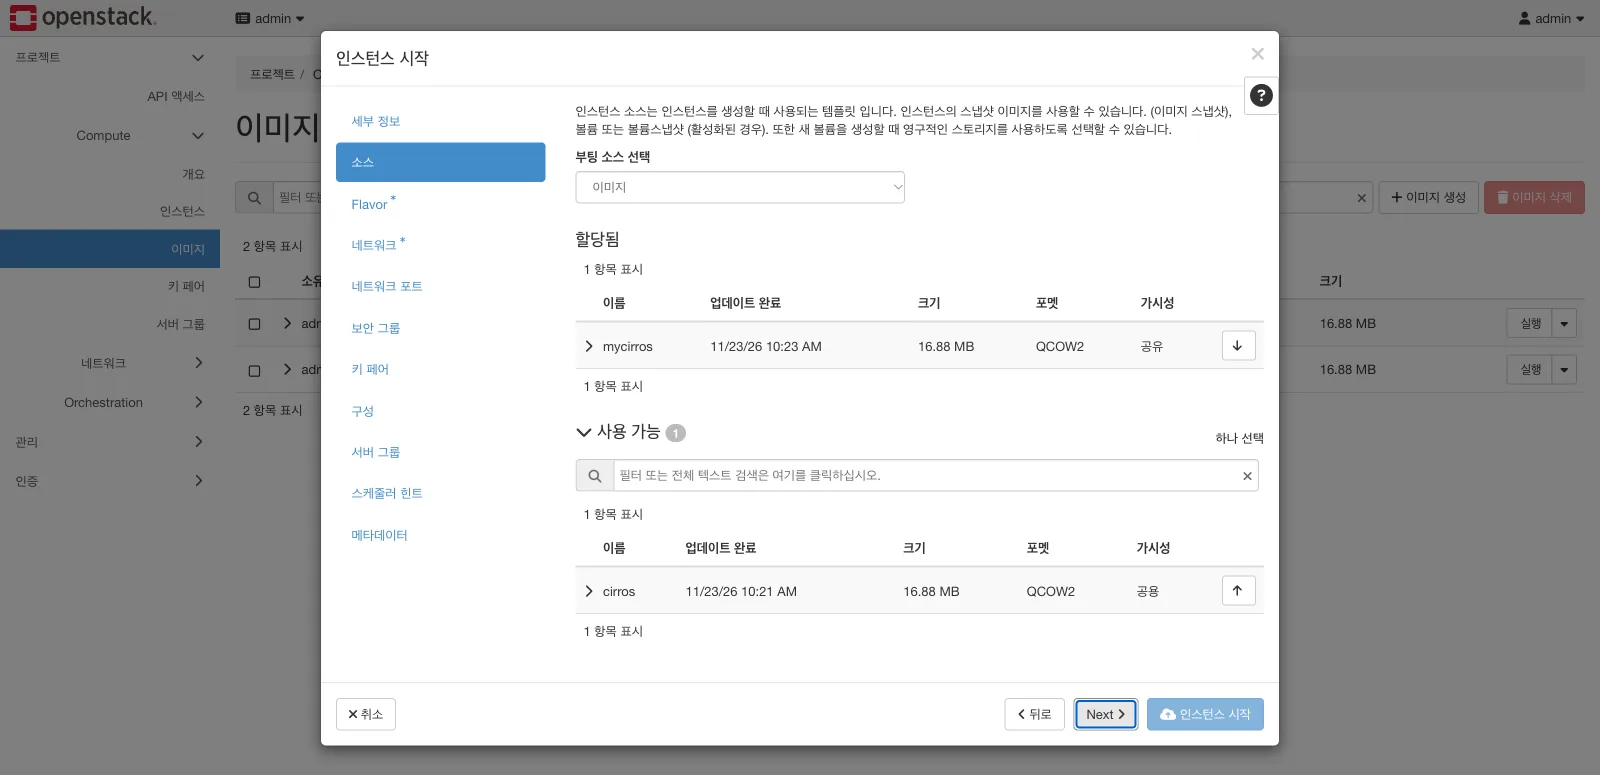 openstack.
admin
admin
프로젝트
API 액세스
Compute
개요
인스턴스
이미지
키 페어
서버 그룹
네트워크
Orchestration
관리
인증
프로젝트 /
이미지
필터 또는
이미지 생성
이미지 삭제
2 항목 표시
크기
16.88 MB
실행
16.88 MB
실행
2 항목 표시
인스턴스 시작
세부 정보
소스
Flavor *
네트워크 *
네트워크 포트
보안 그룹
키 페어
구성
서버 그룹
스케줄러 힌트
메타데이터
인스턴스 소스는 인스턴스를 생성할 때 사용되는 템플릿 입니다. 인스턴스의 스냅샷 이미지를 사용할 수 있습니다. (이미지 스냅샷),
볼륨 또는 볼륨스냅샷 (활성화된 경우). 또한 새 볼륨을 생성할 때 영구적인 스토리지를 사용하도록 선택할 수 있습니다.
부팅 소스 선택
이미지
할당됨
1 항목 표시
이름 업데이트 완료 크기 포멧 가시성
mycirros 11/23/26 10:23 AM 16.88 MB QCOW2 공유
1 항목 표시
사용 가능 1
하나 선택
필터 또는 전체 텍스트 검색은 여기를 클릭하십시오.
1 항목 표시
이름 업데이트 완료 크기 포멧 가시성
cirros 11/23/26 10:21 AM 16.88 MB QCOW2 공용
1 항목 표시
취소
뒤로
Next
인스턴스 시작